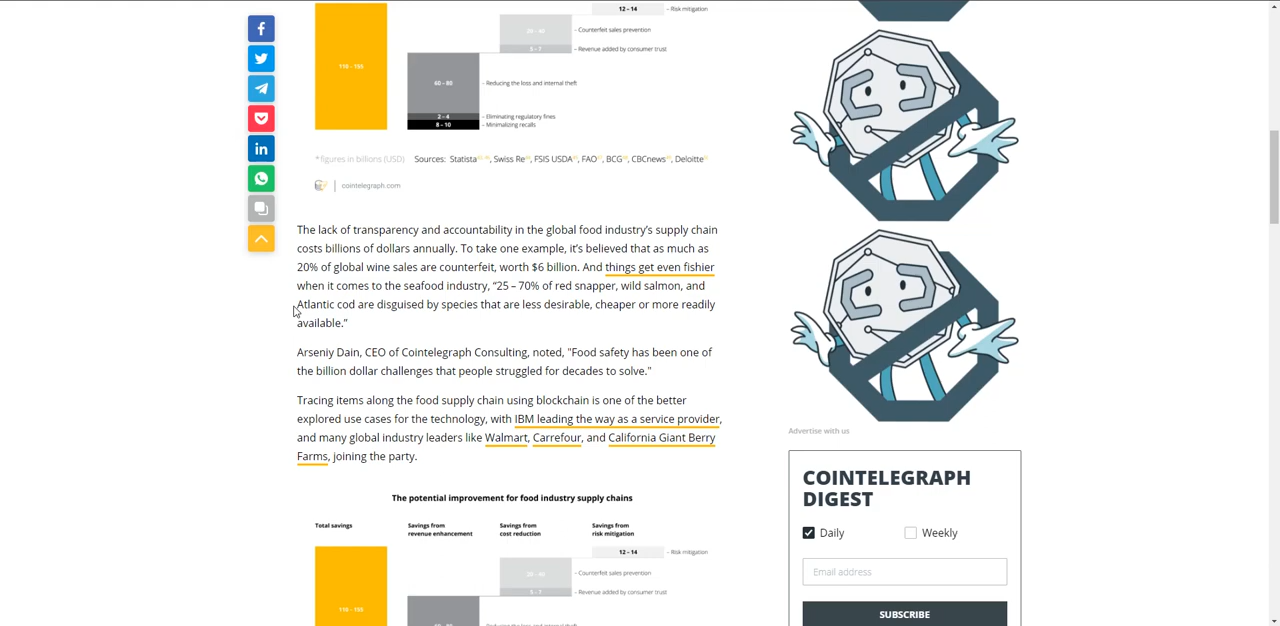 12 – 14
– Risk mitigation
– Counterfeit sales prevention
5 – 7
– Revenue added by consumer trust
110 – 150
60 – 80
– Reducing the loss and internal theft
2 – 4
– Eliminating regulatory fines
8 – 10
– Minimalizing recalls
*figures in billions (USD) Sources: Statista, Swiss Re, FSIS USDA, FAO, BCG, CBCnews, Deloitte
cointelegraph.com
The lack of transparency and accountability in the global food industry's supply chain
costs billions of dollars annually. To take one example, it's believed that as much as
20% of global wine sales are counterfeit, worth $6 billion. And things get even fishier
when it comes to the seafood industry, “25 – 70% of red snapper, wild salmon, and
Atlantic cod are disguised by species that are less desirable, cheaper or more readily
available.”
Arseniy Dain, CEO of Cointelegraph Consulting, noted, "Food safety has been one of
the billion dollar challenges that people struggled for decades to solve."
Tracing items along the food supply chain using blockchain is one of the better
explored use cases for the technology, with IBM leading the way as a service provider,
and many global industry leaders like Walmart, Carrefour, and California Giant Berry
Farms, joining the party.
The potential improvement for food industry supply chains
Total savings
Savings from
revenue enhancement
Savings from
cost reduction
Savings from
risk mitigation
12 – 14
– Risk mitigation
– Counterfeit sales prevention
5 – 7
– Revenue added by consumer trust
Advertise with us
COINTELEGRAPH
DIGEST
Daily
Weekly
Email address
SUBSCRIBE